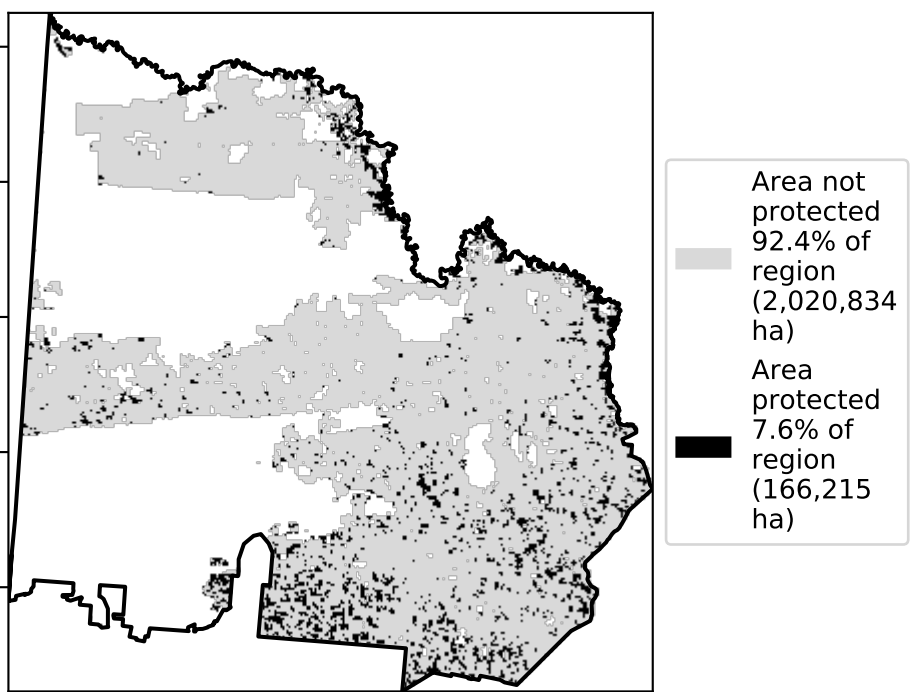 Area not
protected
92.4% of
region
(2,020,834
ha)
Area
protected
7.6% of
region
(166,215
ha)